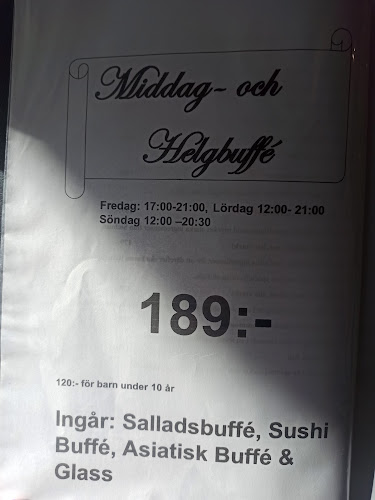 Middag- och
Helgbuffé
Fredag: 17:00-21:00, Lördag 12:00- 21:00
Söndag 12:00 –20:30
189:-
120:- för barn under 10 år
Ingår: Salladsbuffé, Sushi
Buffé, Asiatisk Buffé &
Glass